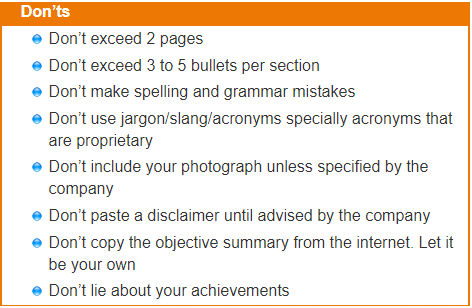 Don'ts
Don't exceed 2 pages
Don't exceed 3 to 5 bullets per section
Don't make spelling and grammar mistakes
Don't use jargon/slang/acronyms specially acronyms that
are proprietary
Don't include your photograph unless specified by the
company
Don't paste a disclaimer until advised by the company
Don't copy the objective summary from the internet. Let it
be your own
Don't lie about your achievements